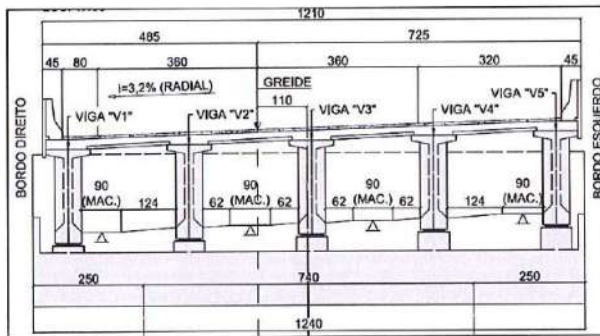 1210
485 725
45 80 360 360 320 45
i=3,2% (RADIAL) GREIDE
110
VIGA "V1" VIGA "V2" VIGA "V3" VIGA "V4" VIGA "V5"
BORDO DIREITO
BORDO ESQUERDO
90 90 90 90
(MAC.) 124 62 (MAC.) 62 62 (MAC.) 62 124 (MAC.)
250 740 250
1240